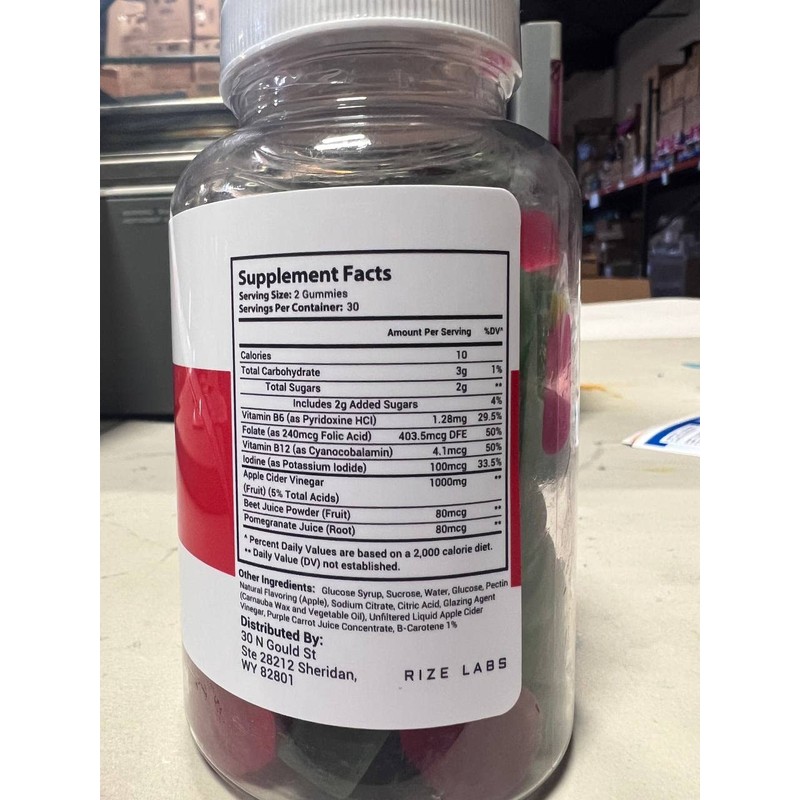 Supplement Facts
Serving Size: 2 Gummies
Servings Per Container: 30
Amount Per Serving %DV^
Calories 10
Total Carbohydrate 3g 1%
Total Sugars 2g **
Includes 2g Added Sugars 4%
Vitamin B6 (as Pyridoxine HCI) 1.28mg 29.5%
Folate (as 240mcg Folic Acid) 403.5mcg DFE 50%
Vitamin B12 (as Cyanocobalamin) 4.1mcg 50%
Iodine (as Potassium Iodide) 100mcg 33.5%
Apple Cider Vinegar 1000mg **
(Fruit) (5% Total Acids)
Beet Juice Powder (Fruit) 80mcg **
Pomegranate Juice (Root) 80mcg **
^ Percent Daily Values are based on a 2,000 calorie diet.
** Daily Value (DV) not established.
Other Ingredients: Glucose Syrup, Sucrose, Water, Glucose, Pectin
Natural Flavoring (Apple), Sodium Citrate, Citric Acid, Glazing Agent
(Carnauba Wax and Vegetable Oil), Unfiltered Liquid Apple Cider
Vinegar, Purple Carrot Juice Concentrate, B-Carotene 1%
Distributed By:
30 N Gould St
Ste 28212 Sheridan,
WY 82801
RIZE LABS